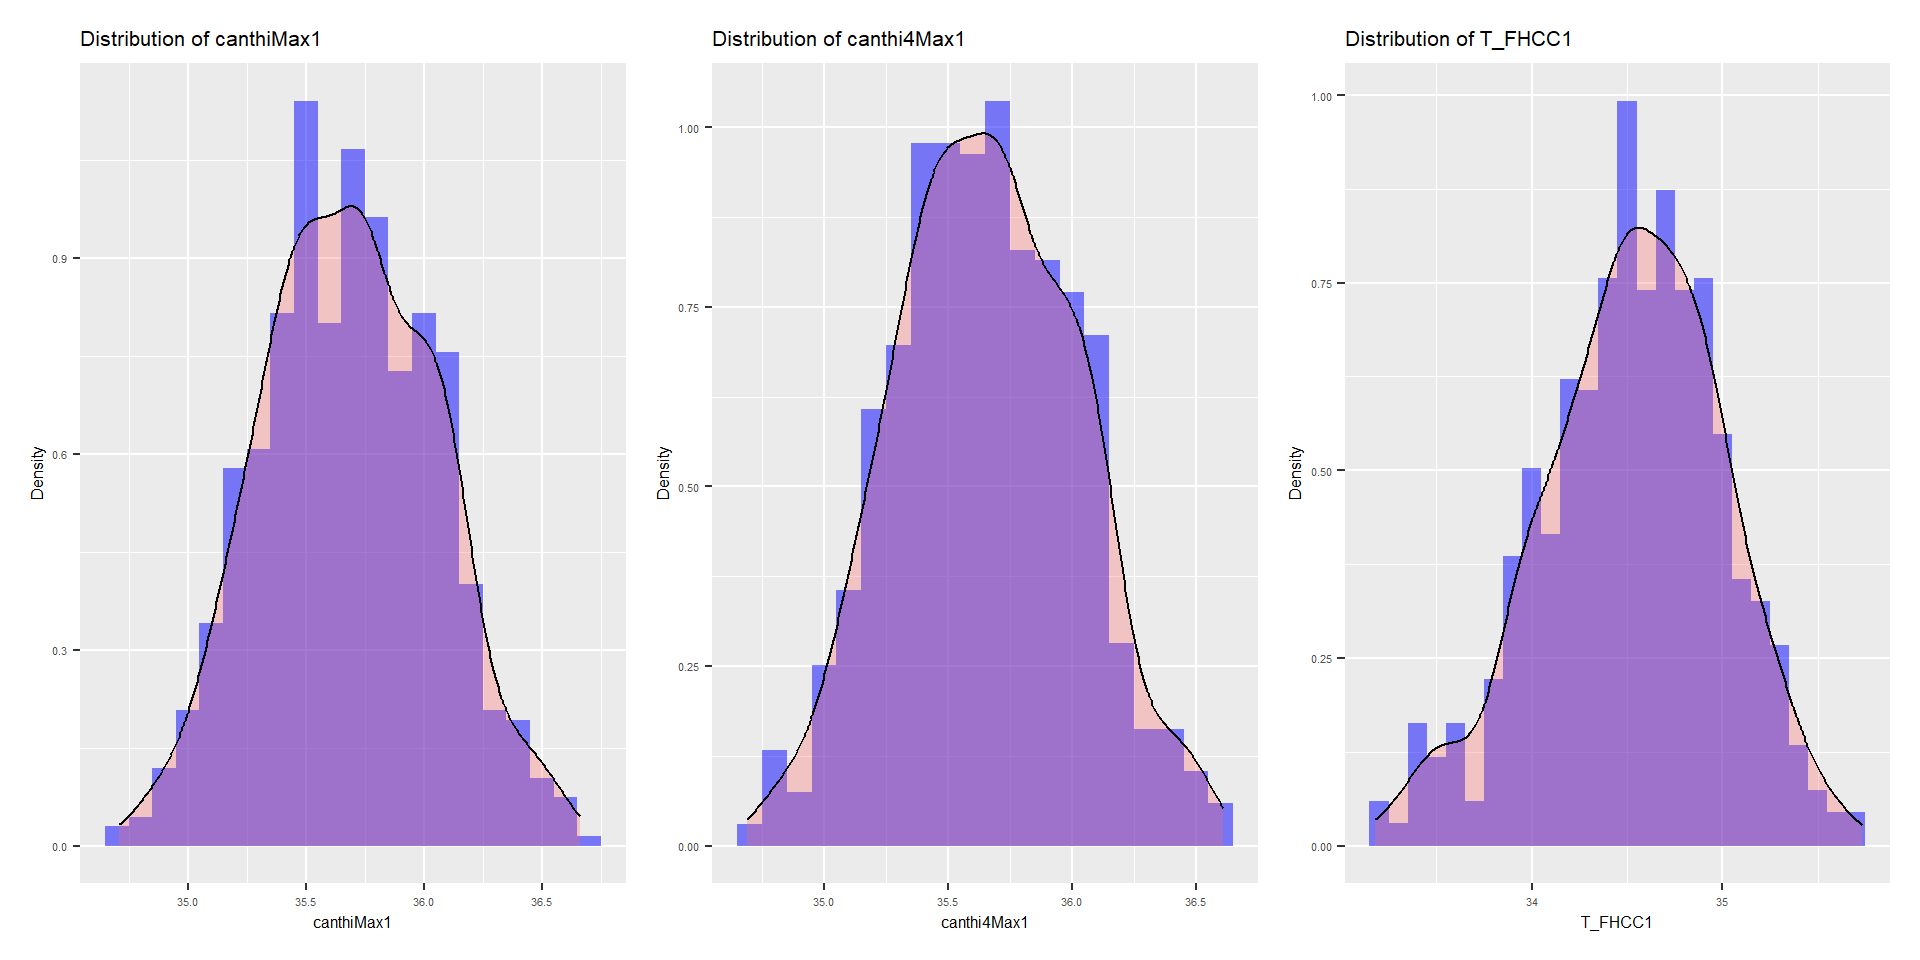 Distribution of canthiMax1
Density
0.9
0.6
0.3
0.0
35.0
35.5
36.0
36.5
canthiMax1
Distribution of canthi4Max1
Density
1.00
0.75
0.50
0.25
0.00
35.0
35.5
36.0
36.5
canthi4Max1
Distribution of T_FHCC1
Density
1.00
0.75
0.50
0.25
0.00
34
35
T_FHCC1